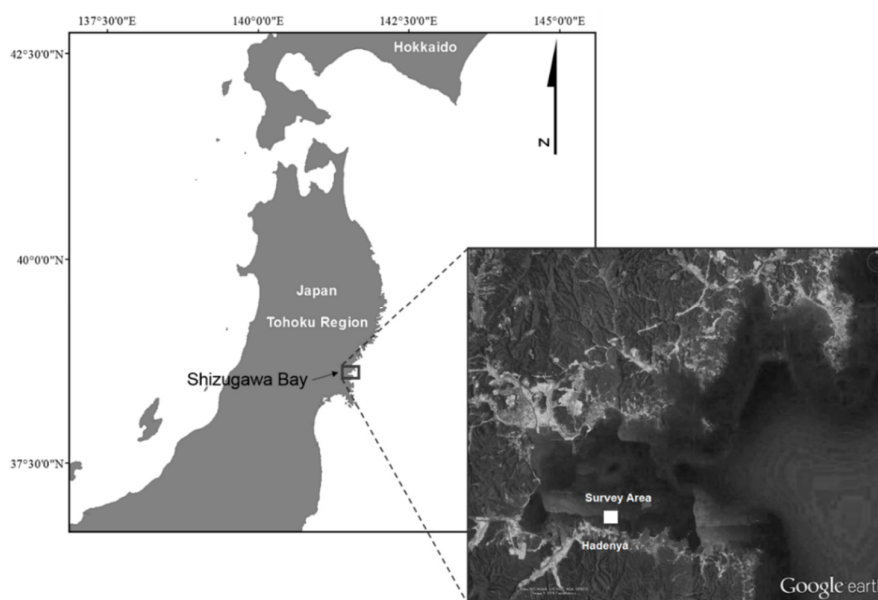 137°30'0"E 140°0'0"E 142°30'0"E 145°0'0"E
42°30'0"N
Hokkaido
N
40°0'0"N
Japan
Tohoku Region
Shizugawa Bay
37°30'0"N
Survey Area
Hadenya
Google earth